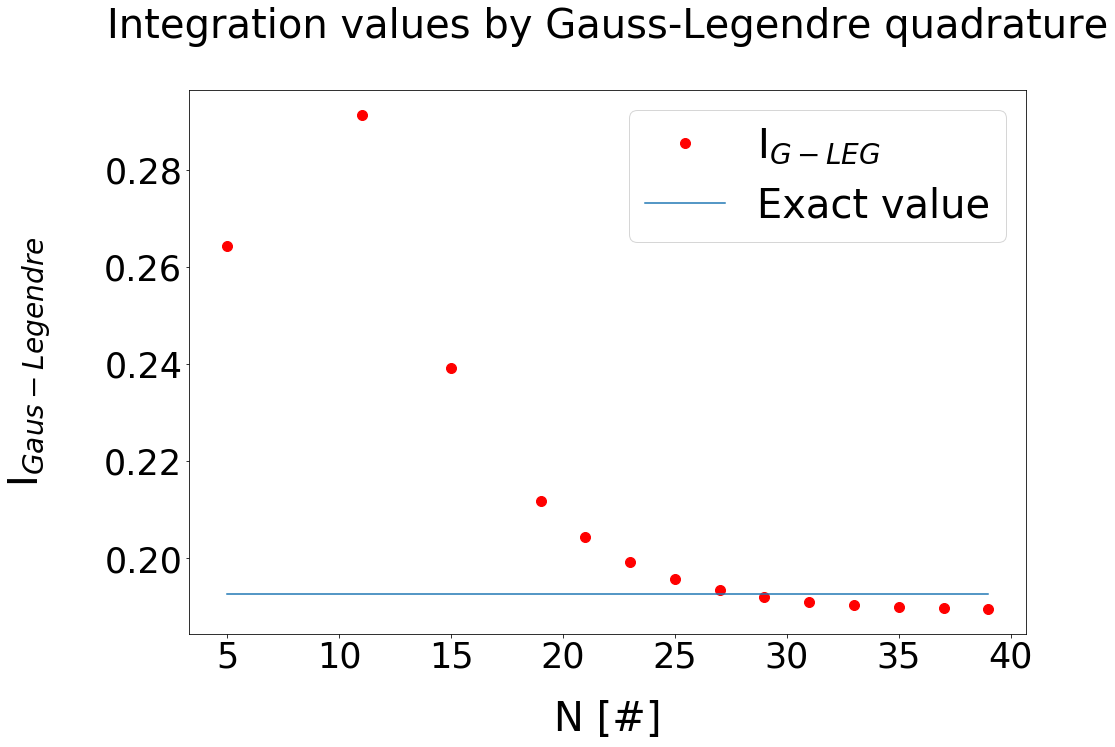 Integration values by Gauss-Legendre quadrature
I_{G-LEG}
Exact value
I_{Gaus-Legendre}
0.28
0.26
0.24
0.22
0.20
5 10 15 20 25 30 35 40
N [#]